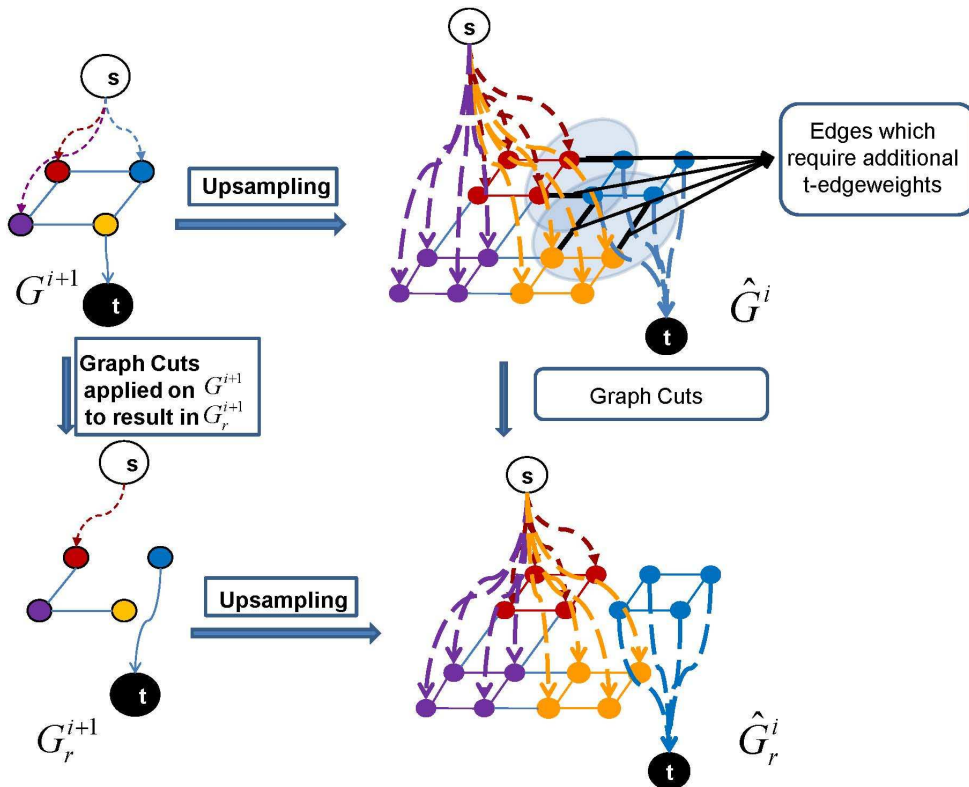 s
s
Upsampling
Edges which
require additional
t-edgeweights
G^{i+1}
t
Ĝ^i
t
Graph Cuts
applied on G^{i+1}
to result in G_r^{i+1}
Graph Cuts
s
s
Upsampling
t
G_r^{i+1}
Ĝ_r^i
t